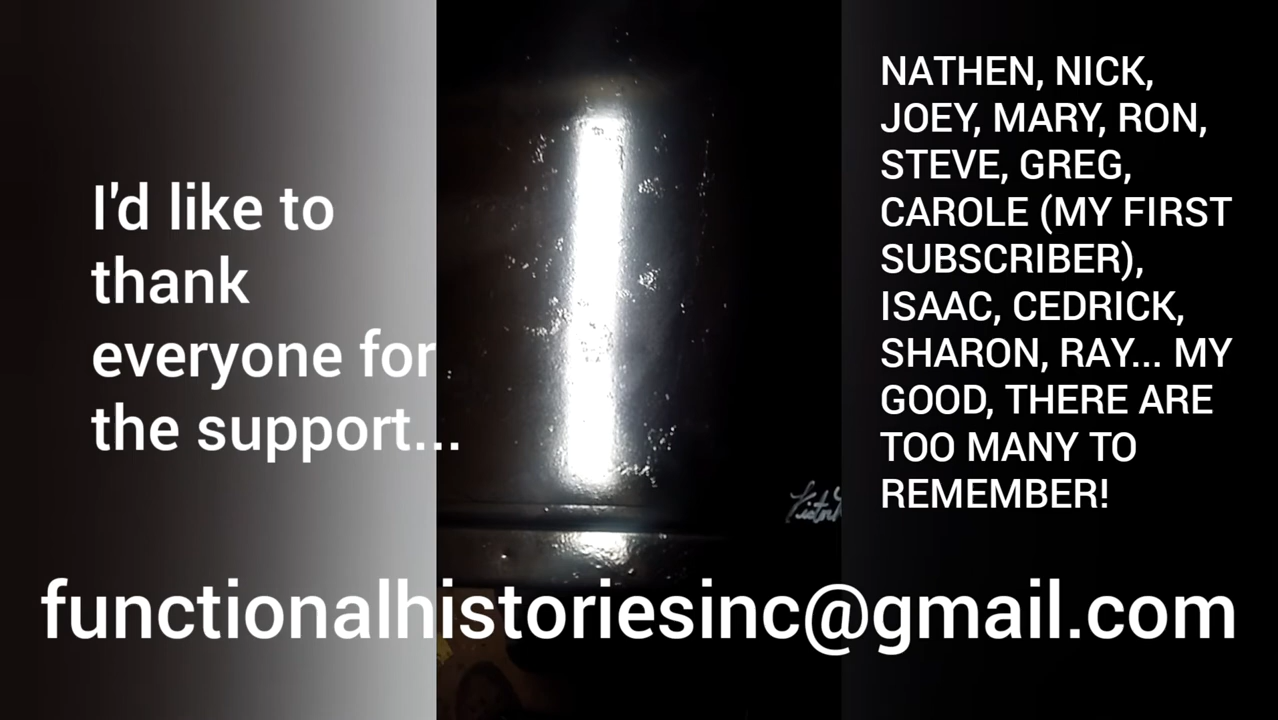 I'd like to
thank
everyone for
the support...
NATHEN, NICK,
JOEY, MARY, RON,
STEVE, GREG,
CAROLE (MY FIRST
SUBSCRIBER),
ISAAC, CEDRICK,
SHARON, RAY... MY
GOOD, THERE ARE
TOO MANY TO
REMEMBER!
functionalhistoriesinc@gmail.com